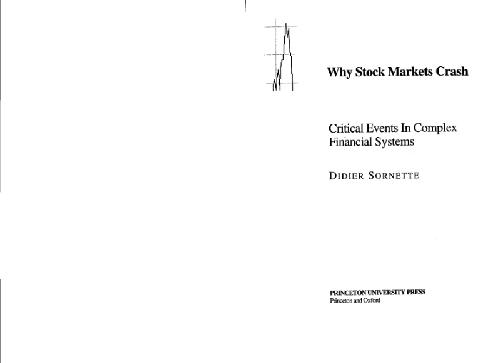 Why Stock Markets Crash
Critical Events In Complex
Financial Systems
DIDIER SORNETTE
PRINCETON UNIVERSITY PRESS
Princeton and Oxford